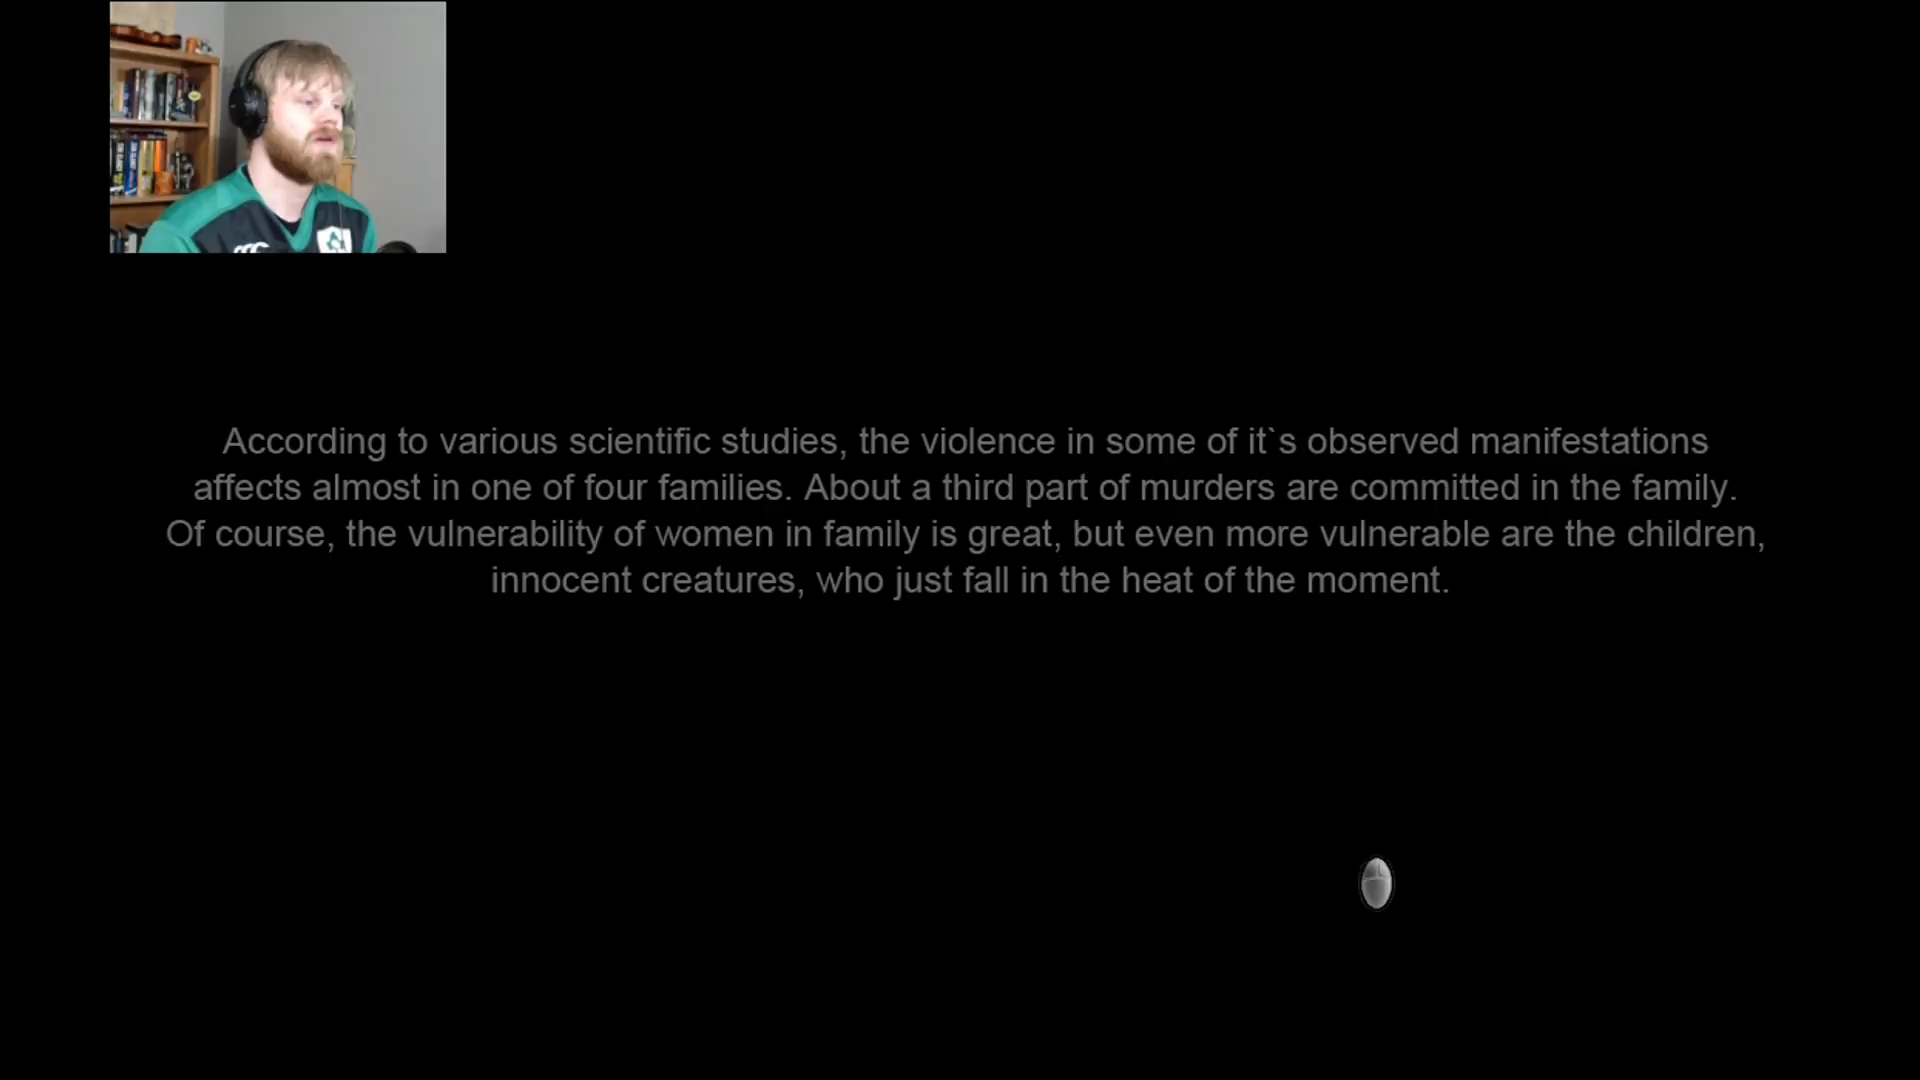 According to various scientific studies, the violence in some of it`s observed manifestations
affects almost in one of four families. About a third part of murders are committed in the family.
Of course, the vulnerability of women in family is great, but even more vulnerable are the children,
innocent creatures, who just fall in the heat of the moment.